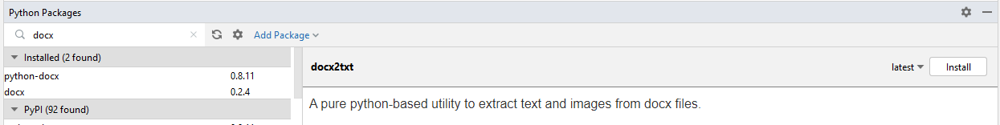 Python Packages
docx
Add Package
Installed (2 found)
python-docx 0.8.11
docx 0.2.4
PyPI (92 found)
docx2txt
latest
Install
A pure python-based utility to extract text and images from docx files.